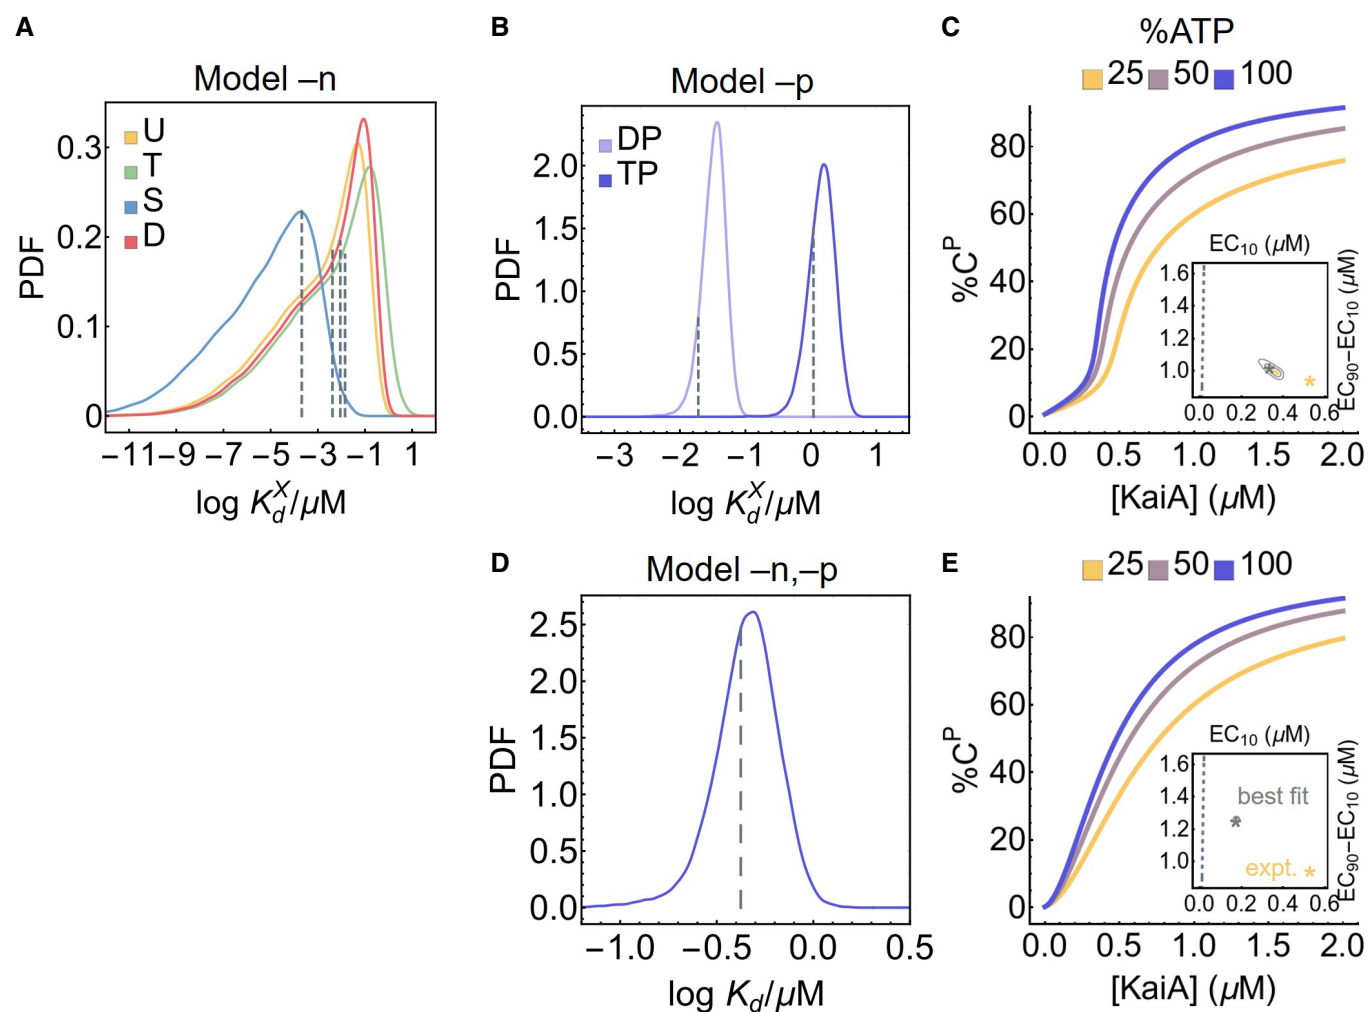 A
Model –n
U
T
S
D
PDF
0.3
0.2
0.1
0
−11 −9 −7 −5 −3 −1 1
log K_d^X/μM
B
Model –p
DP
TP
PDF
2.0
1.5
1.0
0.5
0.0
−3 −2 −1 0 1
log K_d^X/μM
C
%ATP
25 50 100
%C^P
80
60
40
20
0
0.0 0.5 1.0 1.5 2.0
[KaiA] (μM)
EC10 (μM)
1.6
1.4
1.2
1.0
0.0 0.2 0.4 0.6
EC90−EC10 (μM)
*
D
Model –n,–p
PDF
2.5
2.0
1.5
1.0
0.5
0.0
−1.0 −0.5 0.0 0.5
log K_d/μM
E
25 50 100
%C^P
80
60
40
20
0
0.0 0.5 1.0 1.5 2.0
[KaiA] (μM)
EC10 (μM)
1.6
1.4
1.2
1.0
best fit
expt. *
0.0 0.2 0.4 0.6
EC90−EC10 (μM)